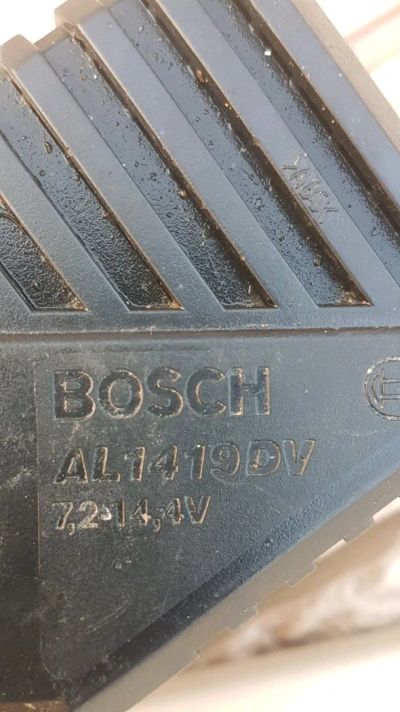 >ABS<
BOSCH
AL1419DV
7,2-14,4V